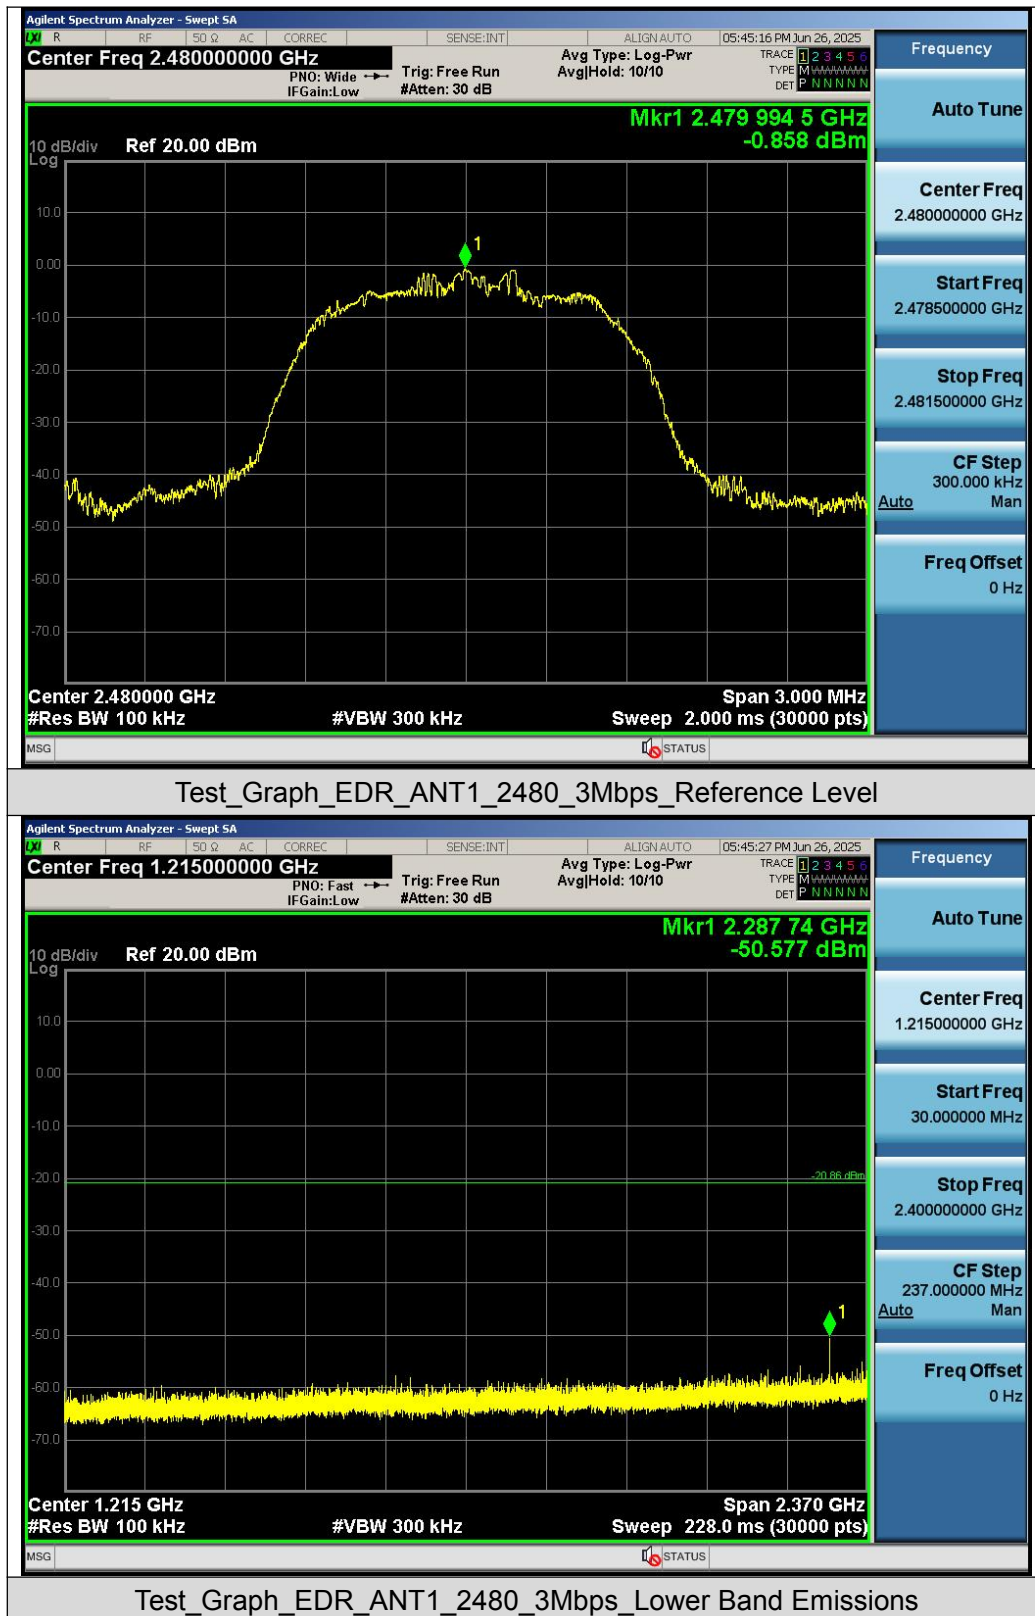 Agilent Spectrum Analyzer - Swept SA
LXI R RF 50 Ω AC CORREC SENSE:INT ALIGN AUTO 05:45:16 PM Jun 26, 2025
Center Freq 2.480000000 GHz
PNO: Wide
IFGain:Low
Trig: Free Run
#Atten: 30 dB
Avg Type: Log-Pwr
Avg|Hold: 10/10
TRACE 1 2 3 4 5 6
TYPE M
DET P N N N N N
Mkr1 2.479 994 5 GHz
-0.858 dBm
10 dB/div Ref 20.00 dBm
Log
10.0
0.00
-10.0
-20.0
-30.0
-40.0
-50.0
-60.0
-70.0
1
Center 2.480000 GHz Span 3.000 MHz
#Res BW 100 kHz #VBW 300 kHz Sweep 2.000 ms (30000 pts)
MSG STATUS
Frequency
Auto Tune
Center Freq
2.480000000 GHz
Start Freq
2.478500000 GHz
Stop Freq
2.481500000 GHz
CF Step
300.000 kHz
Auto Man
Freq Offset
0 Hz
Test_Graph_EDR_ANT1_2480_3Mbps_Reference Level
Agilent Spectrum Analyzer - Swept SA
LXI R RF 50 Ω AC CORREC SENSE:INT ALIGN AUTO 05:45:27 PM Jun 26, 2025
Center Freq 1.215000000 GHz
PNO: Fast
IFGain:Low
Trig: Free Run
#Atten: 30 dB
Avg Type: Log-Pwr
Avg|Hold: 10/10
TRACE 1 2 3 4 5 6
TYPE M
DET P N N N N N
Mkr1 2.287 74 GHz
-50.577 dBm
10 dB/div Ref 20.00 dBm
Log
10.0
0.00
-10.0
-20.0
-30.0
-40.0
-50.0
-60.0
-70.0
-20.86 dBm
1
Center 1.215 GHz Span 2.370 GHz
#Res BW 100 kHz #VBW 300 kHz Sweep 228.0 ms (30000 pts)
MSG STATUS
Frequency
Auto Tune
Center Freq
1.215000000 GHz
Start Freq
30.000000 MHz
Stop Freq
2.400000000 GHz
CF Step
237.000000 MHz
Auto Man
Freq Offset
0 Hz
Test_Graph_EDR_ANT1_2480_3Mbps_Lower Band Emissions